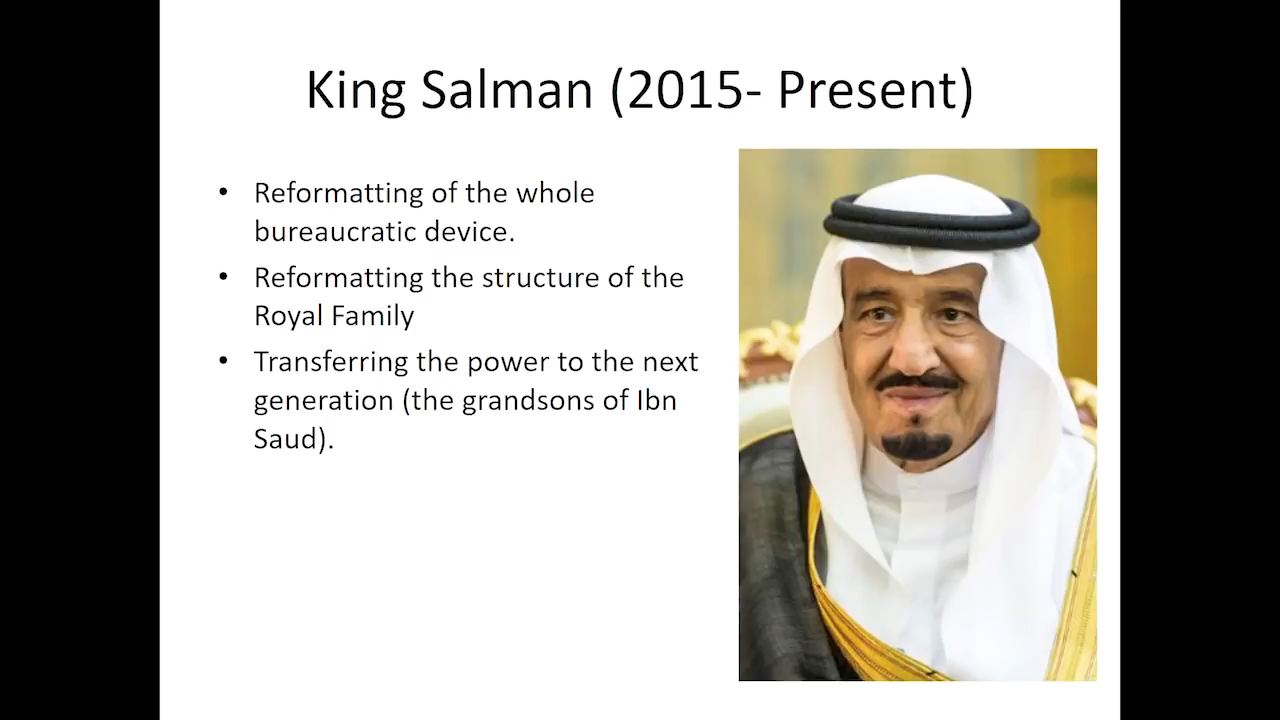 King Salman (2015- Present)
• Reformatting of the whole
bureaucratic device.
• Reformatting the structure of the
Royal Family
• Transferring the power to the next
generation (the grandsons of Ibn
Saud).